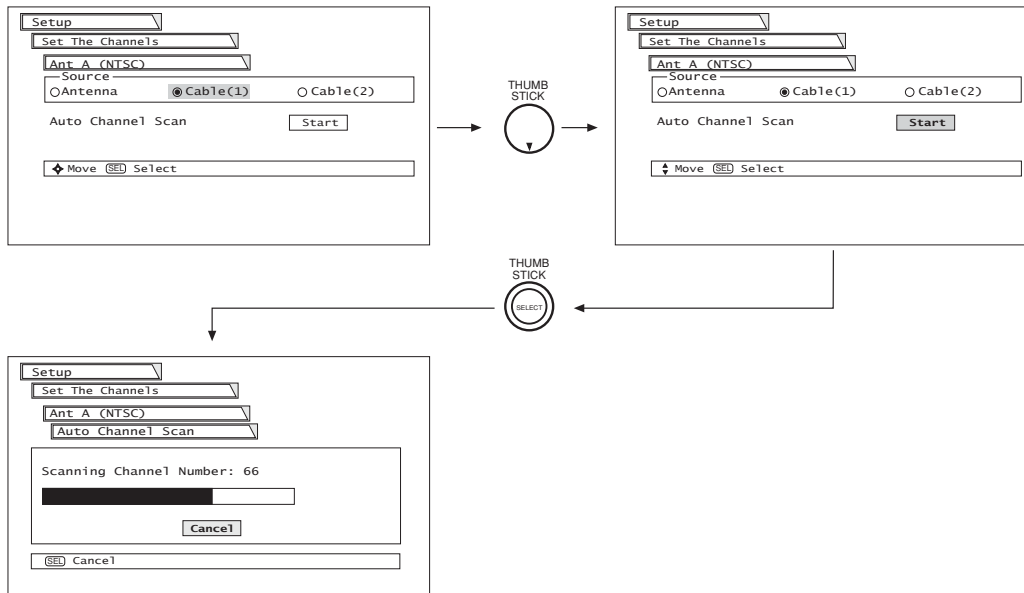 Setup
Set The Channels
Ant A (NTSC)
Source
Antenna Cable(1) Cable(2)
Auto Channel Scan Start
Move SEL Select
THUMB
STICK
Setup
Set The Channels
Ant A (NTSC)
Source
Antenna Cable(1) Cable(2)
Auto Channel Scan Start
Move SEL Select
THUMB
STICK
SELECT
Setup
Set The Channels
Ant A (NTSC)
Auto Channel Scan
Scanning Channel Number: 66
Cancel
SEL Cancel